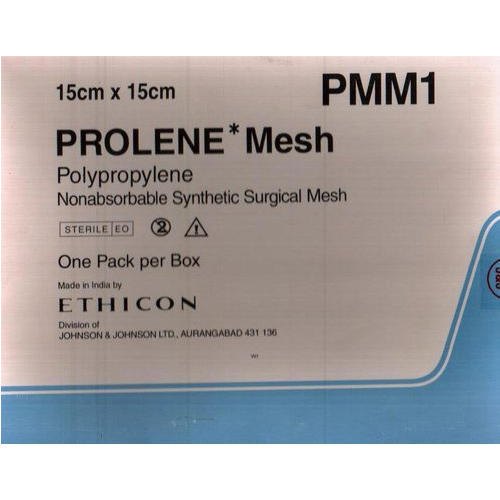 15cm x 15cm
PMM1
PROLENE* Mesh
Polypropylene
Nonabsorbable Synthetic Surgical Mesh
STERILE EO 2 !
One Pack per Box
Made in India by
ETHICON
Division of
JOHNSON & JOHNSON LTD., AURANGABAD 431 136